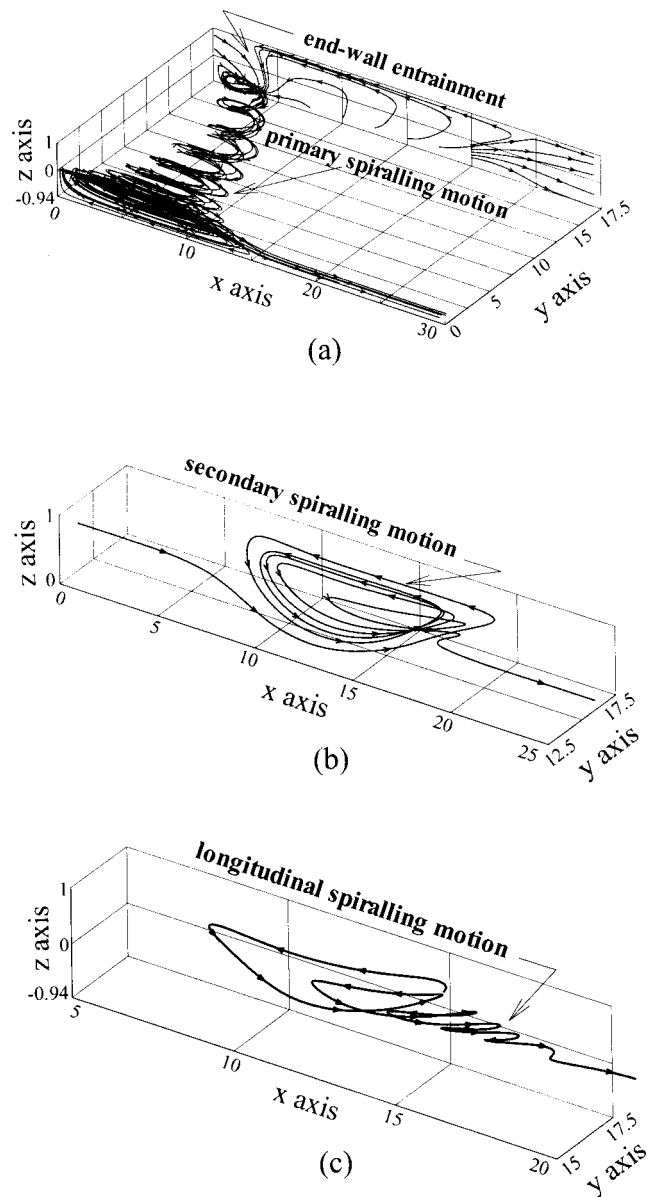 end-wall entrainment
primary spiralling motion
z axis
1
0
-0.94
0
10
20
30
x axis
0
5
10
15
17.5
y axis
(a)
secondary spiralling motion
z axis
1
0
0
5
10
15
20
25
x axis
12.5
17.5
y axis
(b)
longitudinal spiralling motion
z axis
1
0
-0.94
5
10
15
20
x axis
15
17.5
y axis
(c)